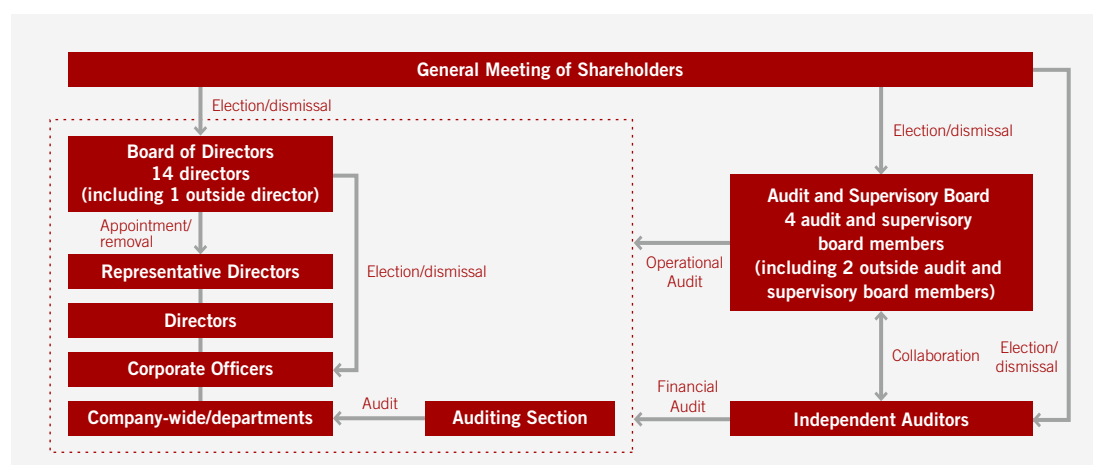 General Meeting of Shareholders
Election/dismissal
Board of Directors
14 directors
(including 1 outside director)
Appointment/
removal
Representative Directors
Election/dismissal
Directors
Corporate Officers
Company-wide/departments
Audit
Auditing Section
Election/dismissal
Audit and Supervisory Board
4 audit and supervisory
board members
(including 2 outside audit and
supervisory board members)
Operational
Audit
Collaboration
Election/
dismissal
Financial
Audit
Independent Auditors